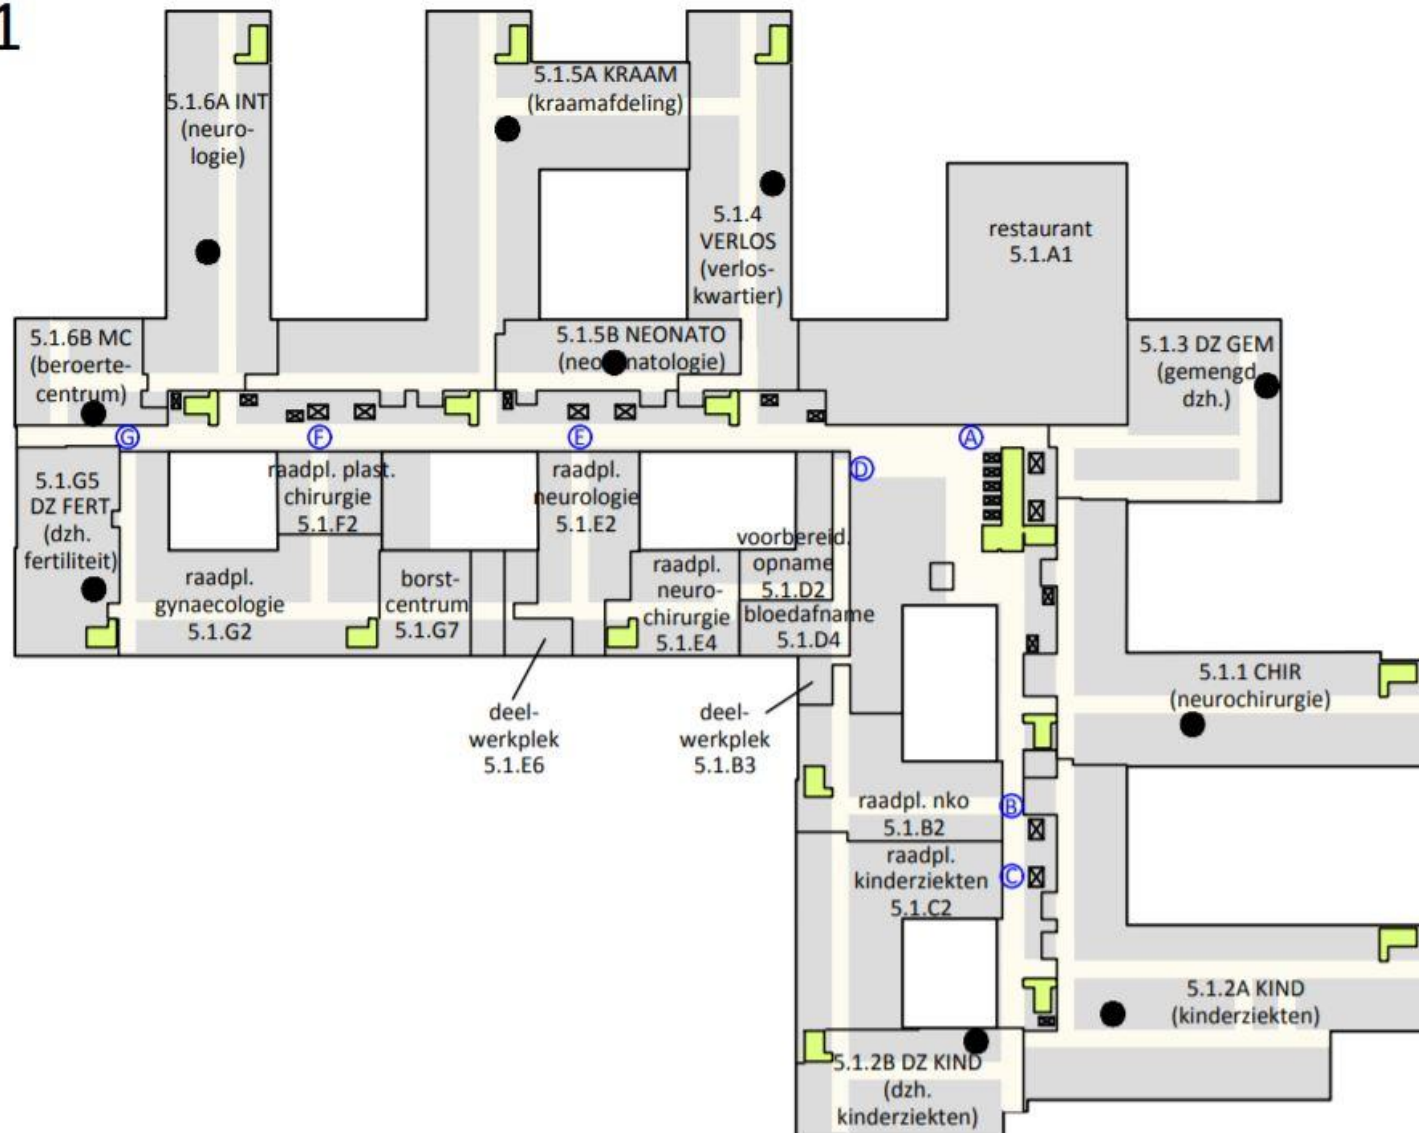 1
5.1.6A INT
(neuro-
logie)
5.1.5A KRAAM
(kraamafdeling)
5.1.4
VERLOS
(verlos-
kwartier)
restaurant
5.1.A1
5.1.6B MC
(beroerte-
centrum)
5.1.5B NEONATO
5.1.3 DZ GEM
(gemengd
dzh.)
G
F
E
D
A
5.1.G5
DZ FERT
(dzh.
fertiliteit)
raadpl. plast.
chirurgie
5.1.F2
raadpl.
neurologie
5.1.E2
raadpl.
gynaecologie
5.1.G2
borst-
centrum
5.1.G7
raadpl.
neuro-
chirurgie
5.1.E4
voorbereid.
opname
5.1.D2
bloedafname
5.1.D4
deel-
werkplek
5.1.E6
deel-
werkplek
5.1.B3
5.1.1 CHIR
(neurochirurgie)
raadpl. nko
5.1.B2
B
raadpl.
kinderziekten
5.1.C2
C
5.1.2A KIND
(kinderziekten)
5.1.2B DZ KIND
(dzh.
kinderziekten)